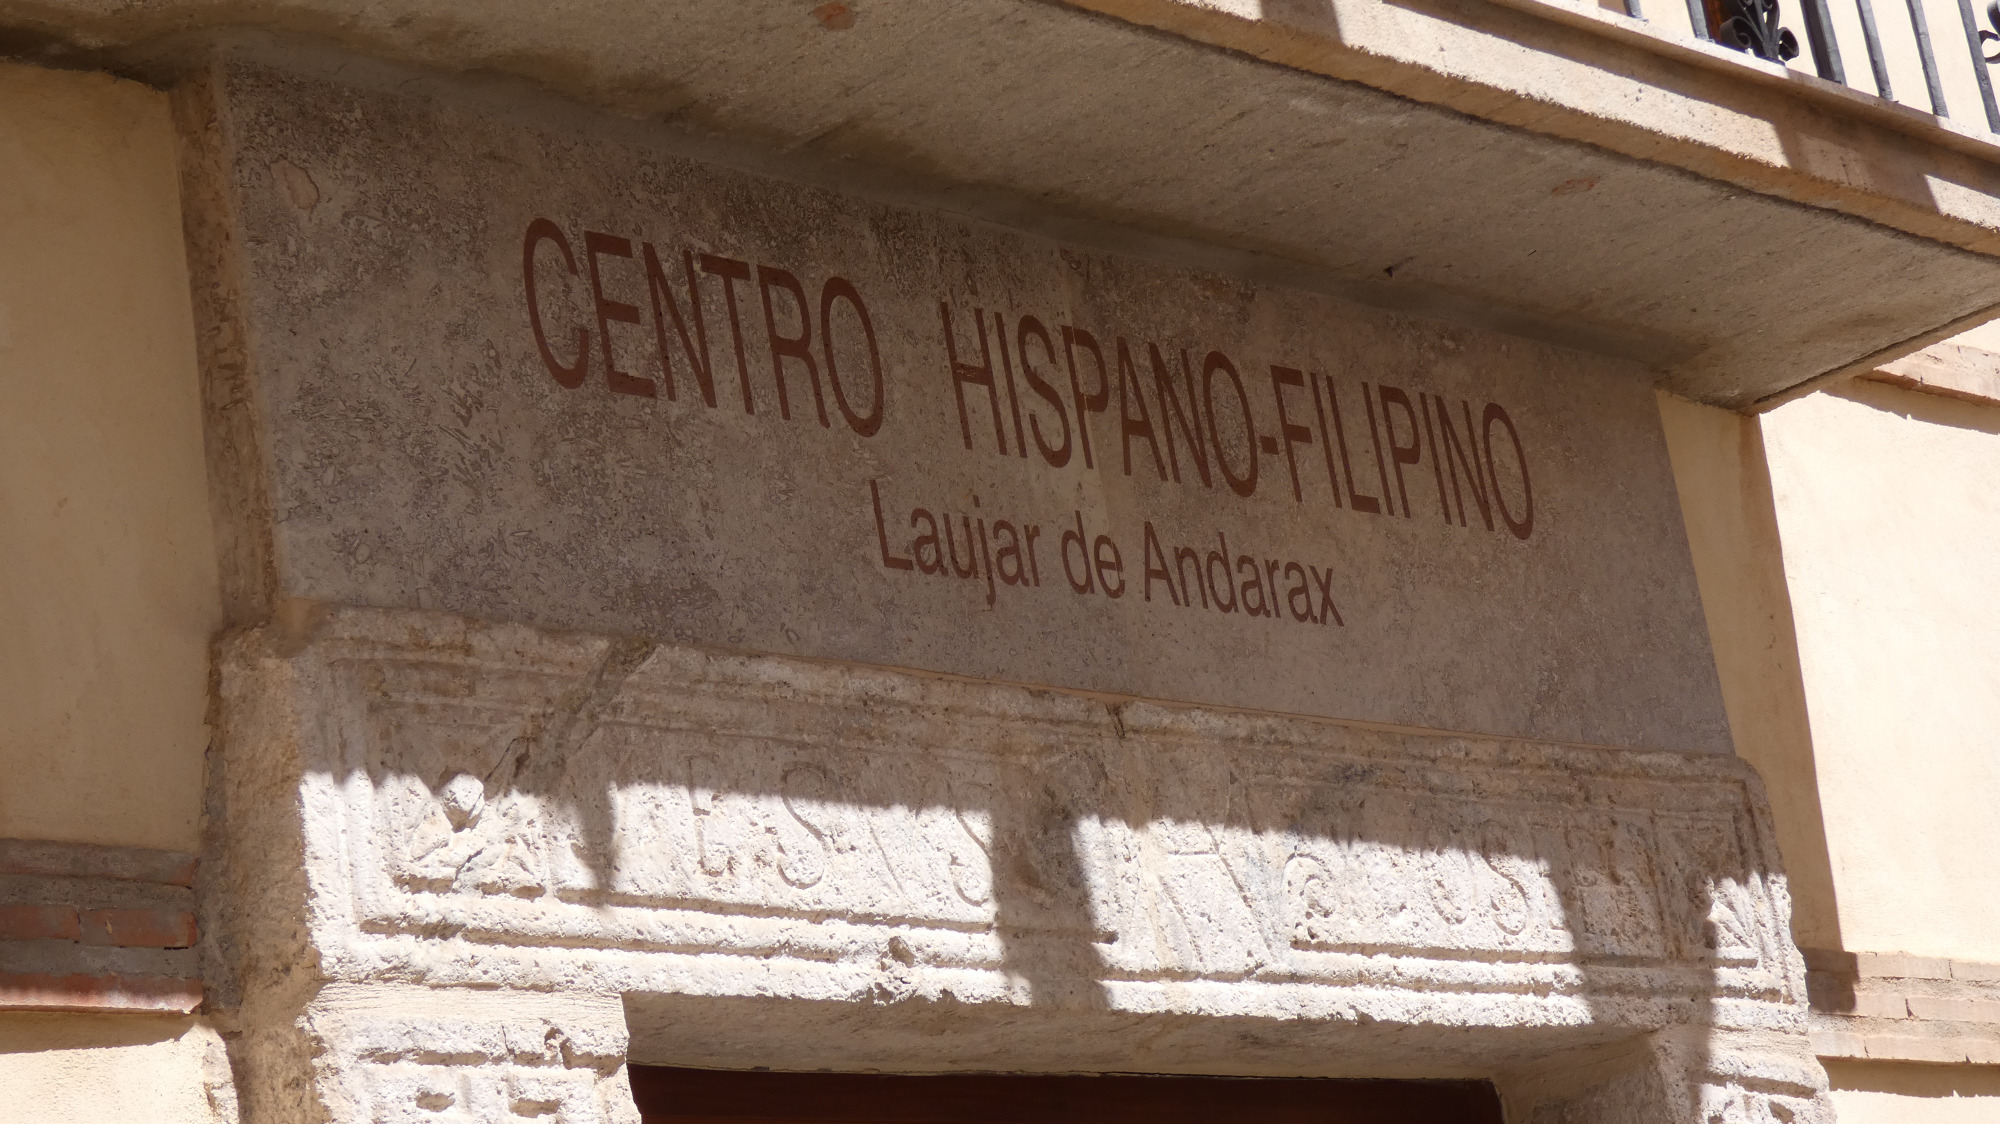 CENTRO HISPANO-FILIPINO
Laujar de Andarax